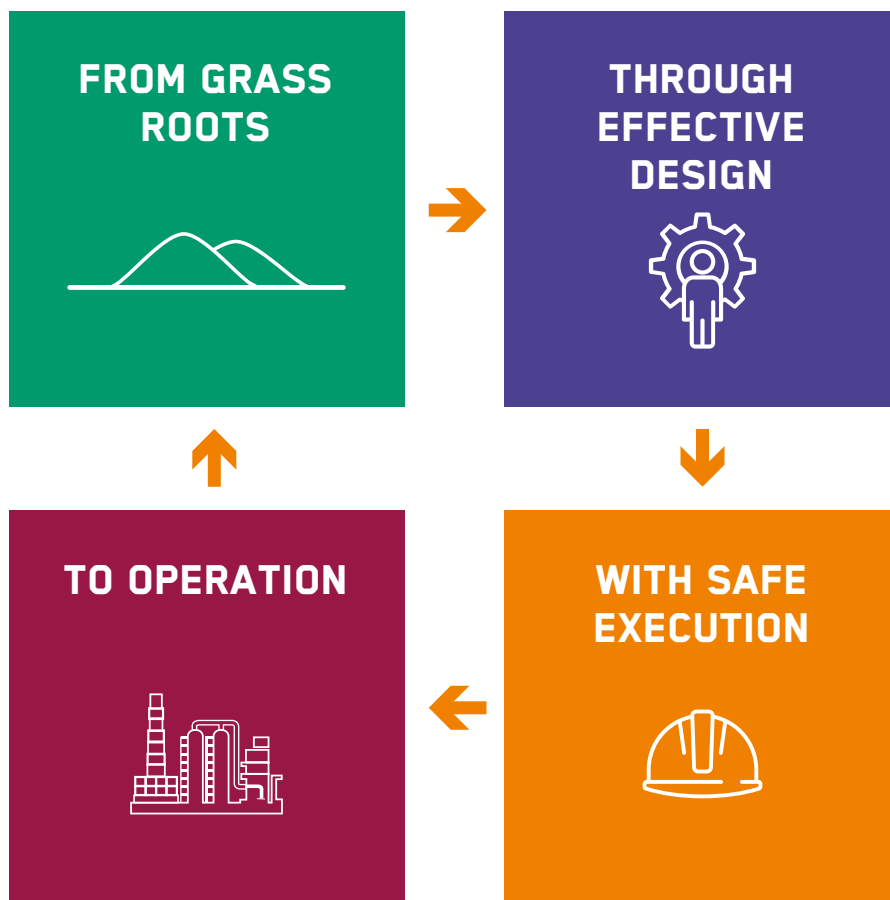 FROM GRASS
ROOTS
THROUGH
EFFECTIVE
DESIGN
WITH SAFE
EXECUTION
TO OPERATION